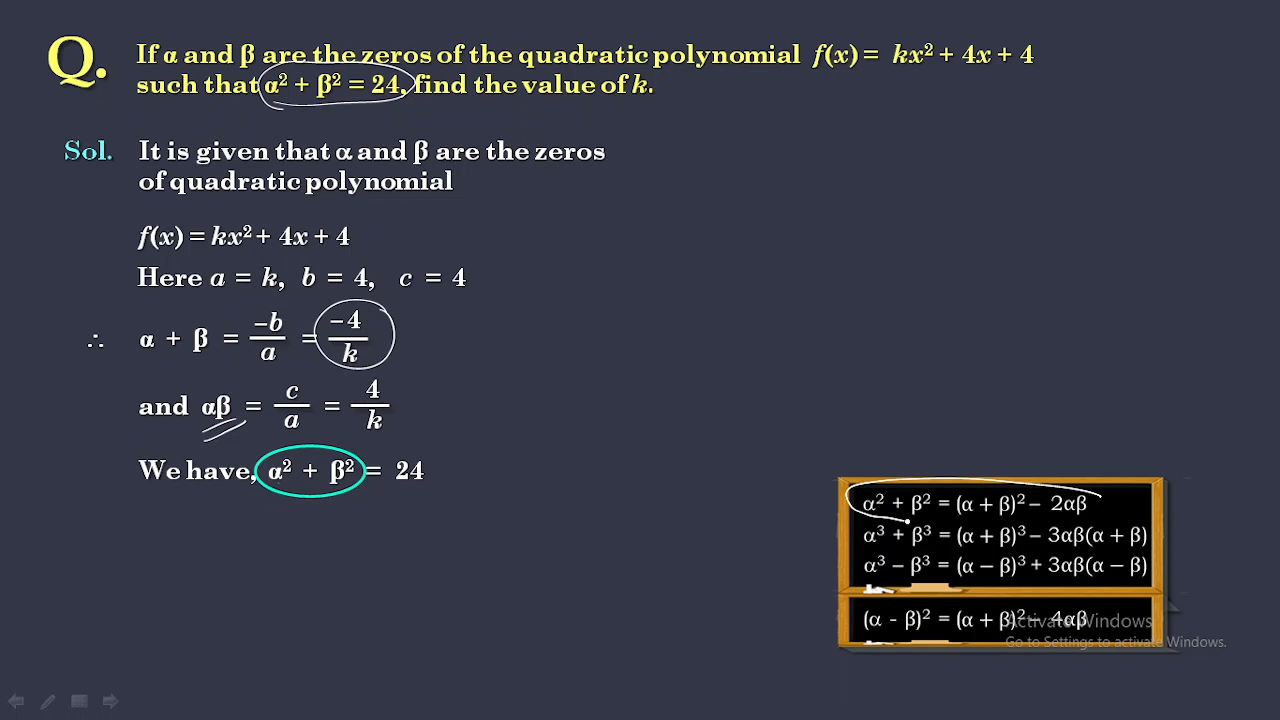 Q. If α and β are the zeros of the quadratic polynomial f(x) = kx² + 4x + 4
such that α² + β² = 24, find the value of k.
Sol. It is given that α and β are the zeros
of quadratic polynomial
f(x) = kx² + 4x + 4
Here a = k, b = 4, c = 4
∴ α + β = –b/a = –4/k
and αβ = c/a = 4/k
We have, α² + β² = 24
α² + β² = (α + β)² – 2αβ
α³ + β³ = (α + β)³ – 3αβ(α + β)
α³ – β³ = (α – β)³ + 3αβ(α – β)
(α - β)² = (α + β)² – 4αβ
Activate Windows
Go to Settings to activate Windows.